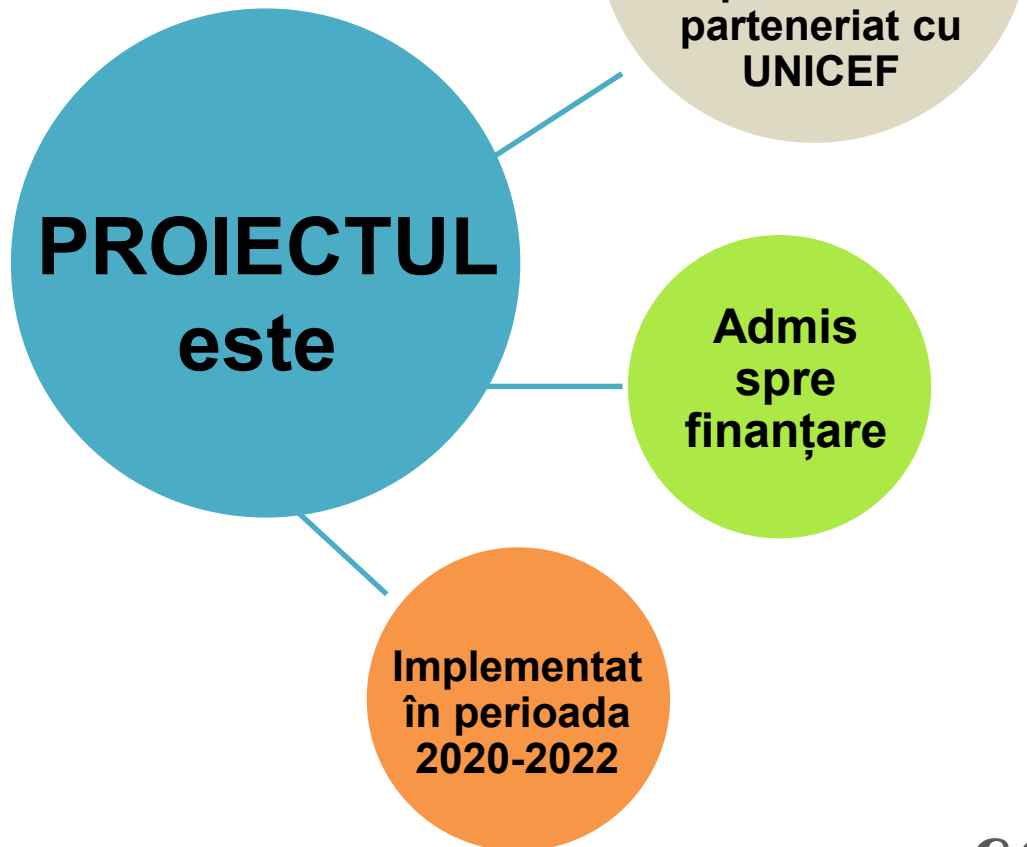 parteneriat cu
UNICEF
PROIECTUL
este
Admis
spre
finanțare
Implementat
în perioada
2020-2022